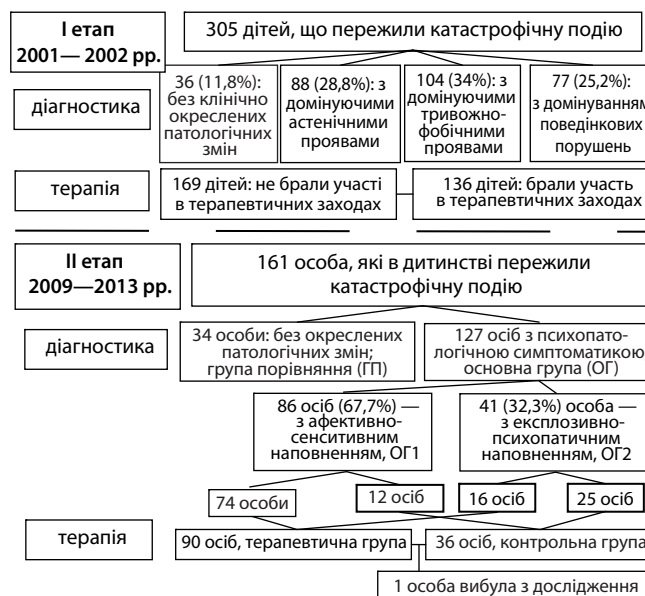 І етап
2001— 2002 рр.
305 дітей, що пережили катастрофічну подію
діагностика
36 (11,8%):
без клінічно
окреслених
патологічних
змін
88 (28,8%): з
домінуючими
астенічними
проявами
104 (34%): з
домінуючими
тривожно-
фобічними
проявами
77 (25,2%):
з домінуванням
поведінкових
порушень
терапія
169 дітей: не брали участі
в терапевтичних заходах
136 дітей: брали участь
в терапевтичних заходах
ІІ етап
2009—2013 рр.
161 особа, які в дитинстві пережили
катастрофічну подію
діагностика
34 особи: без окреслених
патологічних змін;
група порівняння (ГП)
127 осіб з психопато-
логічною симптоматикою
основна група (ОГ)
86 осіб (67,7%) —
з афективно-
сенситивним
наповненням, ОГ1
41 (32,3%) особа —
з експлозивно-
психопатичним
наповненням, ОГ2
74 особи
12 осіб
16 осіб
25 осіб
терапія
90 осіб, терапевтична група
36 осіб, контрольна група
1 особа вибула з дослідження